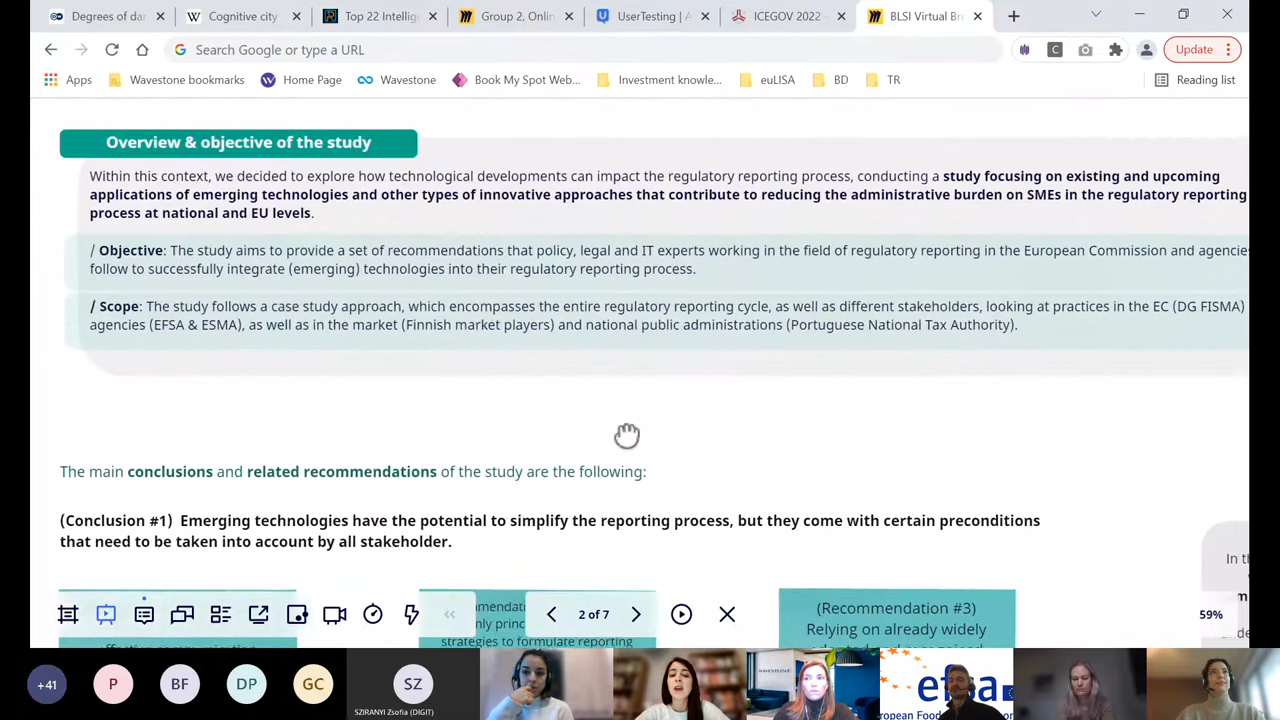 Degrees of dar
Cognitive city
Top 22 Intellig
Group 2, Onlin
UserTesting | A
ICEGOV 2022 -
BLSI Virtual Bre
Search Google or type a URL
Update
Apps
Wavestone bookmarks
Home Page
Wavestone
Book My Spot Web...
Investment knowle...
euLISA
BD
TR
Reading list
Overview & objective of the study
Within this context, we decided to explore how technological developments can impact the regulatory reporting process, conducting a study focusing on existing and upcoming
applications of emerging technologies and other types of innovative approaches that contribute to reducing the administrative burden on SMEs in the regulatory reporting
process at national and EU levels.
/ Objective: The study aims to provide a set of recommendations that policy, legal and IT experts working in the field of regulatory reporting in the European Commission and agencies
follow to successfully integrate (emerging) technologies into their regulatory reporting process.
/ Scope: The study follows a case study approach, which encompasses the entire regulatory reporting cycle, as well as different stakeholders, looking at practices in the EC (DG FISMA)
agencies (EFSA & ESMA), as well as in the market (Finnish market players) and national public administrations (Portuguese National Tax Authority).
The main conclusions and related recommendations of the study are the following:
(Conclusion #1) Emerging technologies have the potential to simplify the reporting process, but they come with certain preconditions
that need to be taken into account by all stakeholder.
In th
(Recommendation #3)
Relying on already widely
strategies to formulate reporting
2 of 7
59%
+41
P
BF
DP
GC
SZ
SZIRANYI Zsofia (DIGIT)
WAVESTONE
efsa
uropean Food